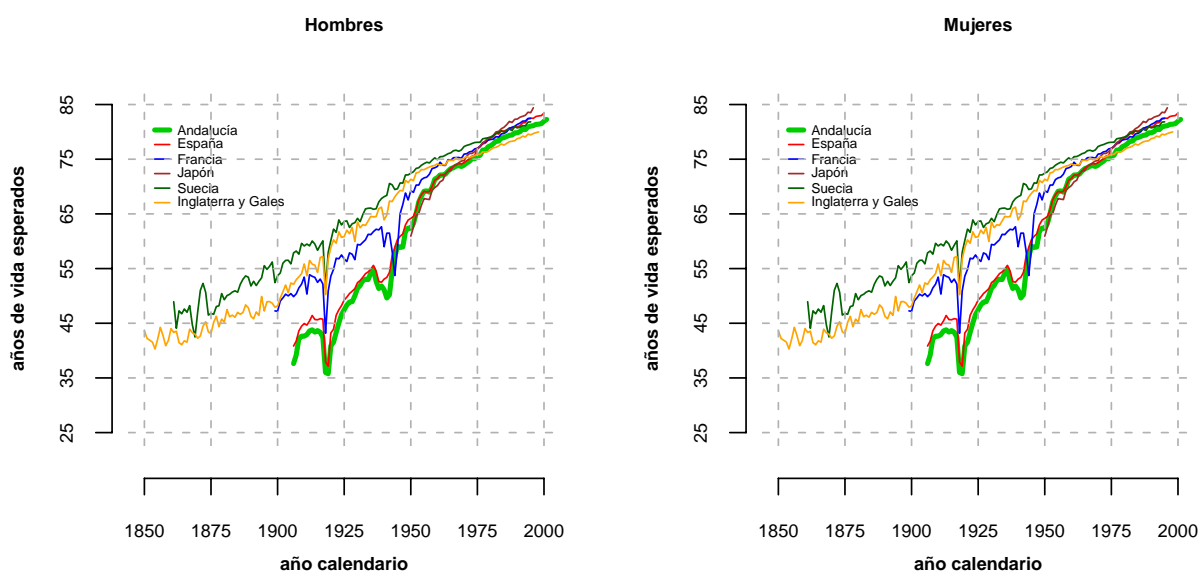 Hombres
años de vida esperados
85
75
65
55
45
35
25
Andalucía
España
Francia
Japón
Suecia
Inglaterra y Gales
1850 1875 1900 1925 1950 1975 2000
año calendario
Mujeres
años de vida esperados
85
75
65
55
45
35
25
Andalucía
España
Francia
Japón
Suecia
Inglaterra y Gales
1850 1875 1900 1925 1950 1975 2000
año calendario